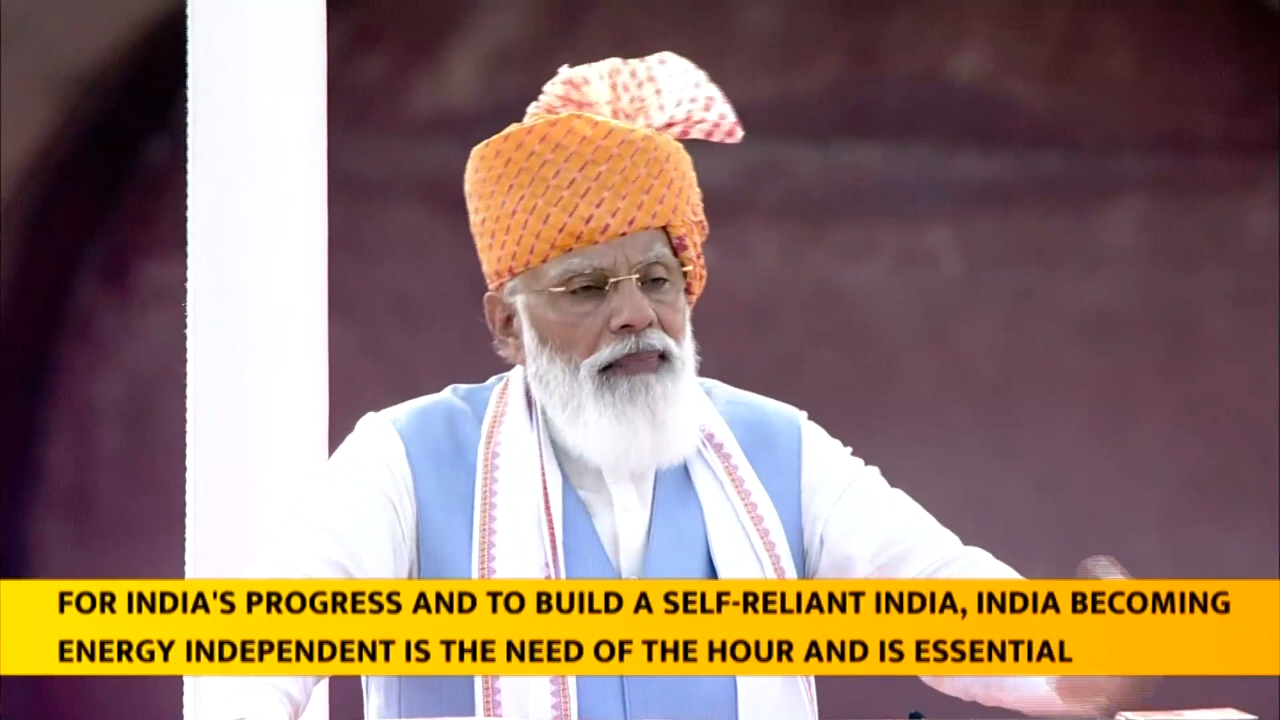 FOR INDIA'S PROGRESS AND TO BUILD A SELF-RELIANT INDIA, INDIA BECOMING
ENERGY INDEPENDENT IS THE NEED OF THE HOUR AND IS ESSENTIAL